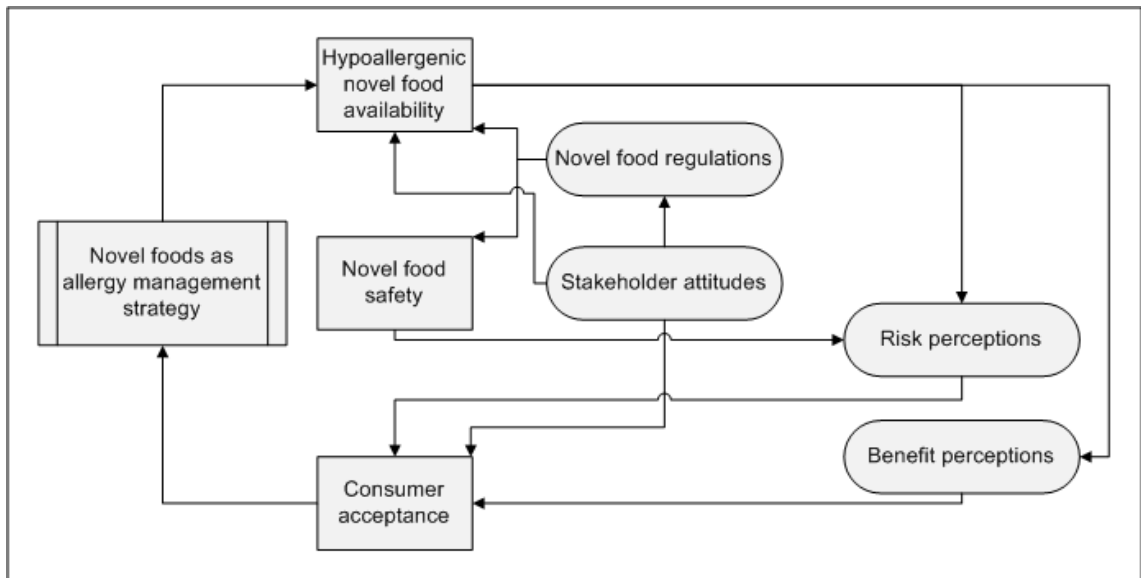 Hypoallergenic
novel food
availability
Novel food regulations
Novel foods as
allergy management
strategy
Novel food
safety
Stakeholder attitudes
Risk perceptions
Benefit perceptions
Consumer
acceptance